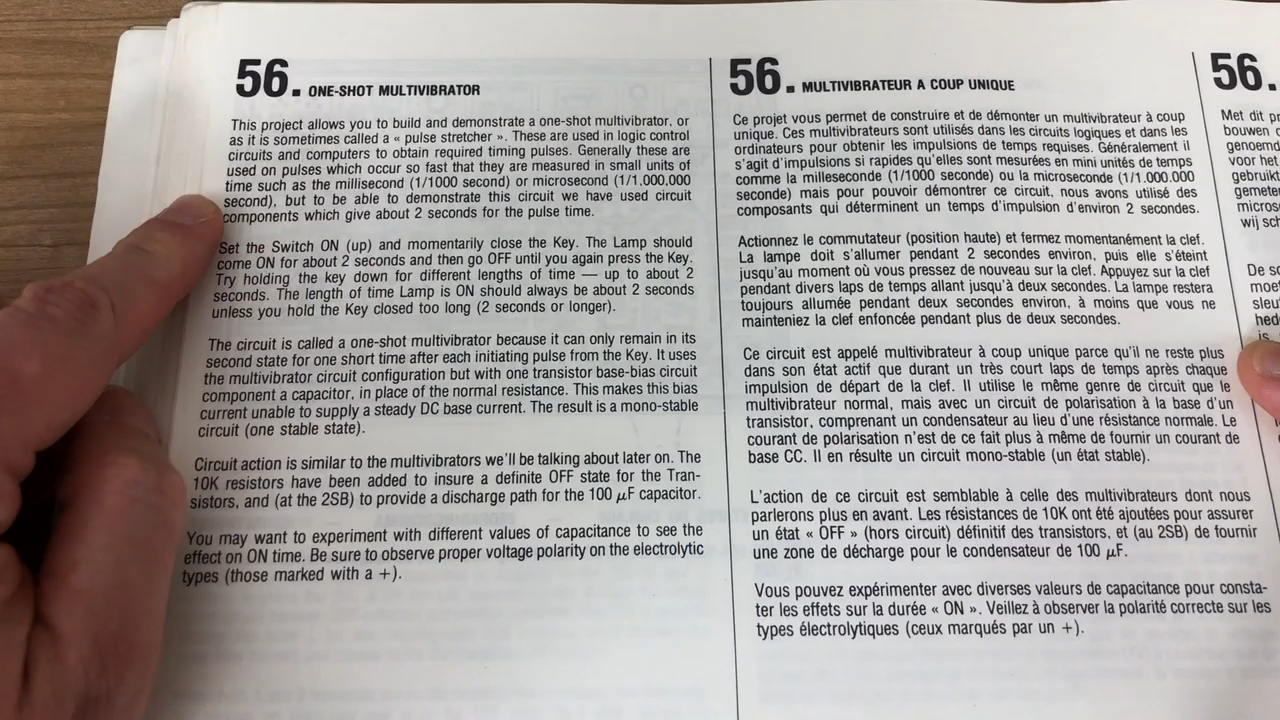 56. ONE-SHOT MULTIVIBRATOR
This project allows you to build and demonstrate a one-shot multivibrator, or
as it is sometimes called a « pulse stretcher ». These are used in logic control
circuits and computers to obtain required timing pulses. Generally these are
used on pulses which occur so fast that they are measured in small units of
time such as the millisecond (1/1000 second) or microsecond (1/1,000,000
second), but to be able to demonstrate this circuit we have used circuit
components which give about 2 seconds for the pulse time.
Set the Switch ON (up) and momentarily close the Key. The Lamp should
come ON for about 2 seconds and then go OFF until you again press the Key.
Try holding the key down for different lengths of time — up to about 2
seconds. The length of time Lamp is ON should always be about 2 seconds
unless you hold the Key closed too long (2 seconds or longer).
The circuit is called a one-shot multivibrator because it can only remain in its
second state for one short time after each initiating pulse from the Key. It uses
the multivibrator circuit configuration but with one transistor base-bias circuit
component a capacitor, in place of the normal resistance. This makes this bias
current unable to supply a steady DC base current. The result is a mono-stable
circuit (one stable state).
Circuit action is similar to the multivibrators we'll be talking about later on. The
10K resistors have been added to insure a definite OFF state for the Tran-
sistors, and (at the 2SB) to provide a discharge path for the 100 µF capacitor.
You may want to experiment with different values of capacitance to see the
effect on ON time. Be sure to observe proper voltage polarity on the electrolytic
types (those marked with a +).
56. MULTIVIBRATEUR A COUP UNIQUE
Ce projet vous permet de construire et de démonter un multivibrateur à coup
unique. Ces multivibrateurs sont utilisés dans les circuits logiques et dans les
ordinateurs pour obtenir les impulsions de temps requises. Généralement il
s'agit d'impulsions si rapides qu'elles sont mesurées en mini unités de temps
comme la milleseconde (1/1000 seconde) ou la microseconde (1/1.000.000
seconde) mais pour pouvoir démontrer ce circuit, nous avons utilisé des
composants qui déterminent un temps d'impulsion d'environ 2 secondes.
Actionnez le commutateur (position haute) et fermez momentanément la clef.
La lampe doit s'allumer pendant 2 secondes environ, puis elle s'éteint
jusqu'au moment où vous pressez de nouveau sur la clef. Appuyez sur la clef
pendant divers laps de temps allant jusqu'à deux secondes. La lampe restera
toujours allumée pendant deux secondes environ, à moins que vous ne
mainteniez la clef enfoncée pendant plus de deux secondes.
Ce circuit est appelé multivibrateur à coup unique parce qu'il ne reste plus
dans son état actif que durant un très court laps de temps après chaque
impulsion de départ de la clef. Il utilise le même genre de circuit que le
multivibrateur normal, mais avec un circuit de polarisation à la base d'un
transistor, comprenant un condensateur au lieu d'une résistance normale. Le
courant de polarisation n'est de ce fait plus à même de fournir un courant de
base CC. Il en résulte un circuit mono-stable (un état stable).
L'action de ce circuit est semblable à celle des multivibrateurs dont nous
parlerons plus en avant. Les résistances de 10K ont été ajoutées pour assurer
un état « OFF » (hors circuit) définitif des transistors, et (au 2SB) de fournir
une zone de décharge pour le condensateur de 100 µF.
Vous pouvez expérimenter avec diverses valeurs de capacitance pour consta-
ter les effets sur la durée « ON ». Veillez à observer la polarité correcte sur les
types électrolytiques (ceux marqués par un +).
56.
Met dit
bouwen
genoemd
voor het
gebruikt
wij